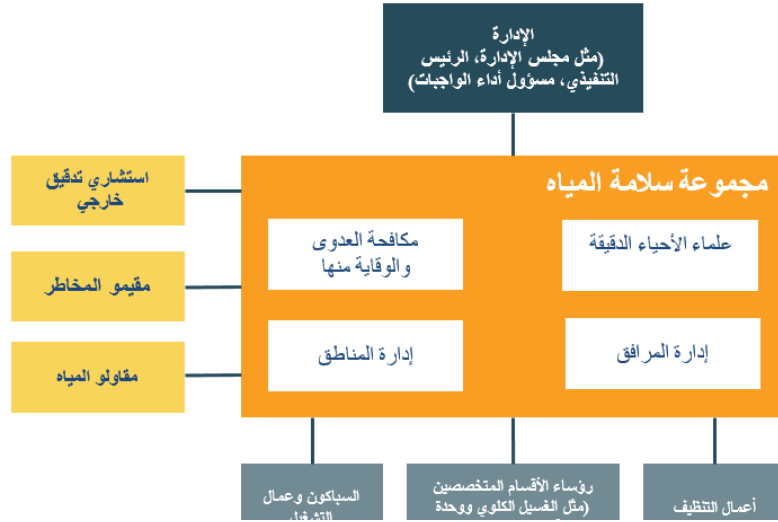 الإدارة
(مثل مجلس الإدارة، الرئيس
التنفيذي، مسؤول أداء الواجبات)
مجموعة سلامة المياه
علماء الأحياء الدقيقة
مكافحة العدوى
والوقاية منها
إدارة المرافق
إدارة المناطق
استشاري تدقيق
خارجي
مقيمو المخاطر
مقاولو المياه
أعمال التنظيف
رؤساء الأقسام المتخصصين
(مثل الغسيل الكلوي ووحدة
السباكون وعمال
التشغيل